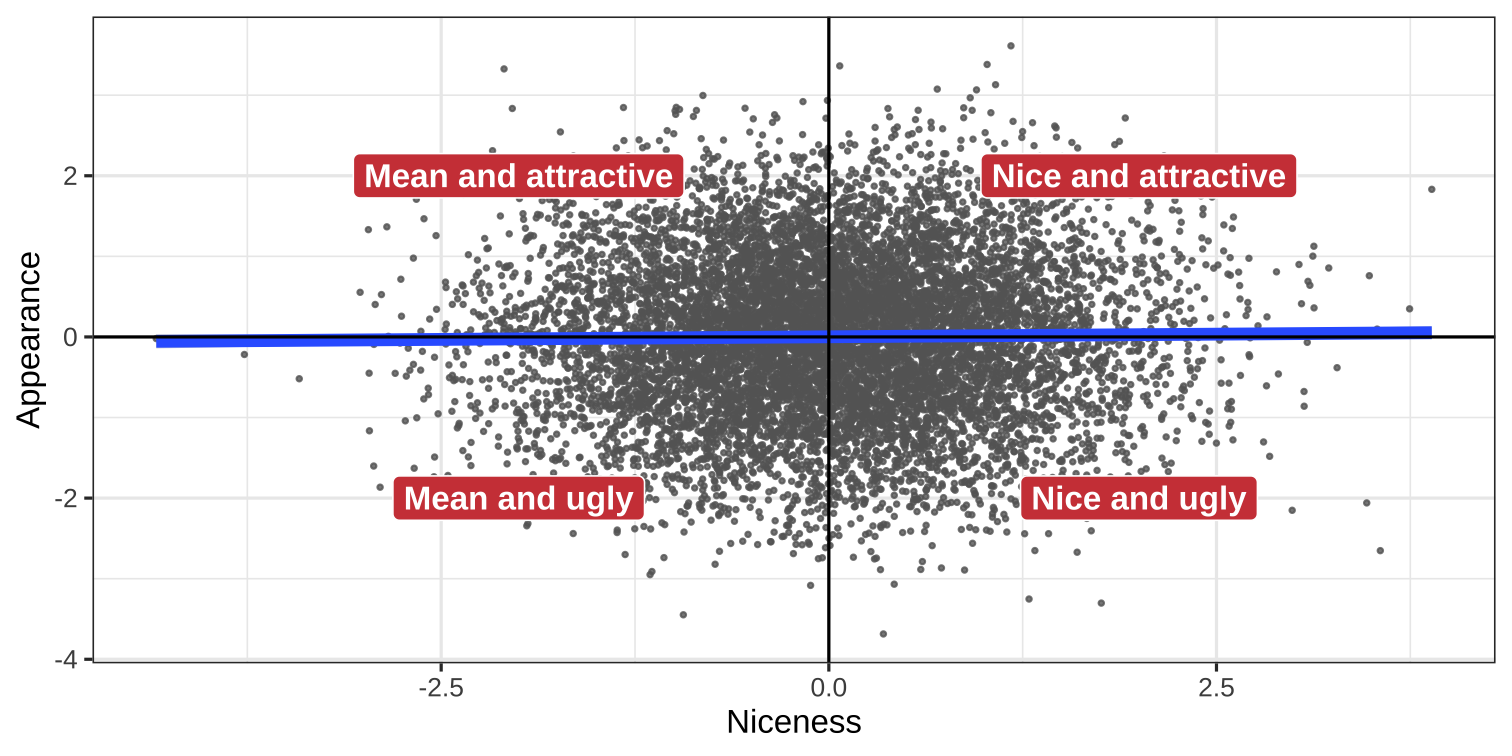 Mean and attractive
Nice and attractive
Mean and ugly
Nice and ugly
Appearance
2
0
-2
-4
-2.5
0.0
2.5
Niceness